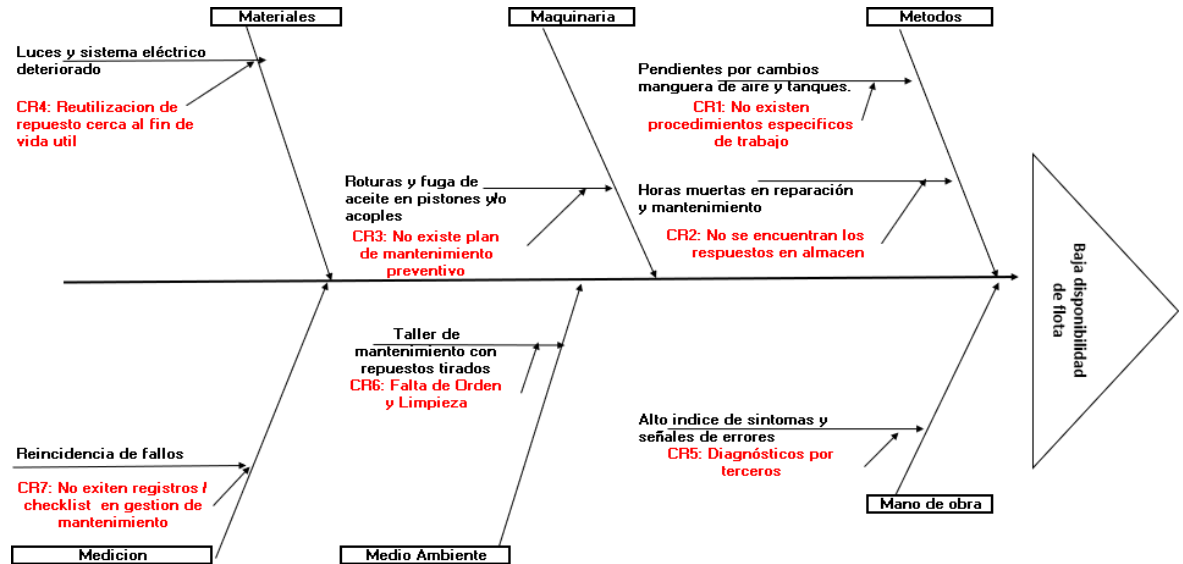 Materiales
Maquinaria
Metodos
Luces y sistema eléctrico
deteriorado
CR4: Reutilizacion de
repuesto cerca al fin de
vida util
Pendientes por cambios
manguera de aire y tanques.
CR1: No existen
procedimientos especificos
de trabajo
Roturas y fuga de
aceite en pistones y/o
acoples
CR3: No existe plan
de mantenimiento
preventivo
Horas muertas en reparación
y mantenimiento
CR2: No se encuentran los
respuestos en almacen
Baja disponibilidad
de flota
Taller de
mantenimiento con
repuestos tirados
CR6: Falta de Orden
y Limpieza
Alto indice de sintomas y
señales de errores
CR5: Diagnósticos por
terceros
Reincidencia de fallos
CR7: No exiten registros /
checklist en gestion de
mantenimiento
Mano de obra
Medicion
Medio Ambiente